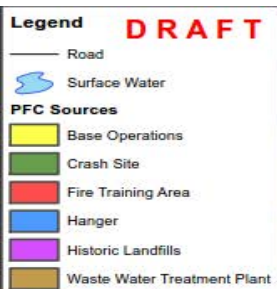 Legend DRAFT
Road
Surface Water
PFC Sources
Base Operations
Crash Site
Fire Training Area
Hanger
Historic Landfills
Waste Water Treatment Plant